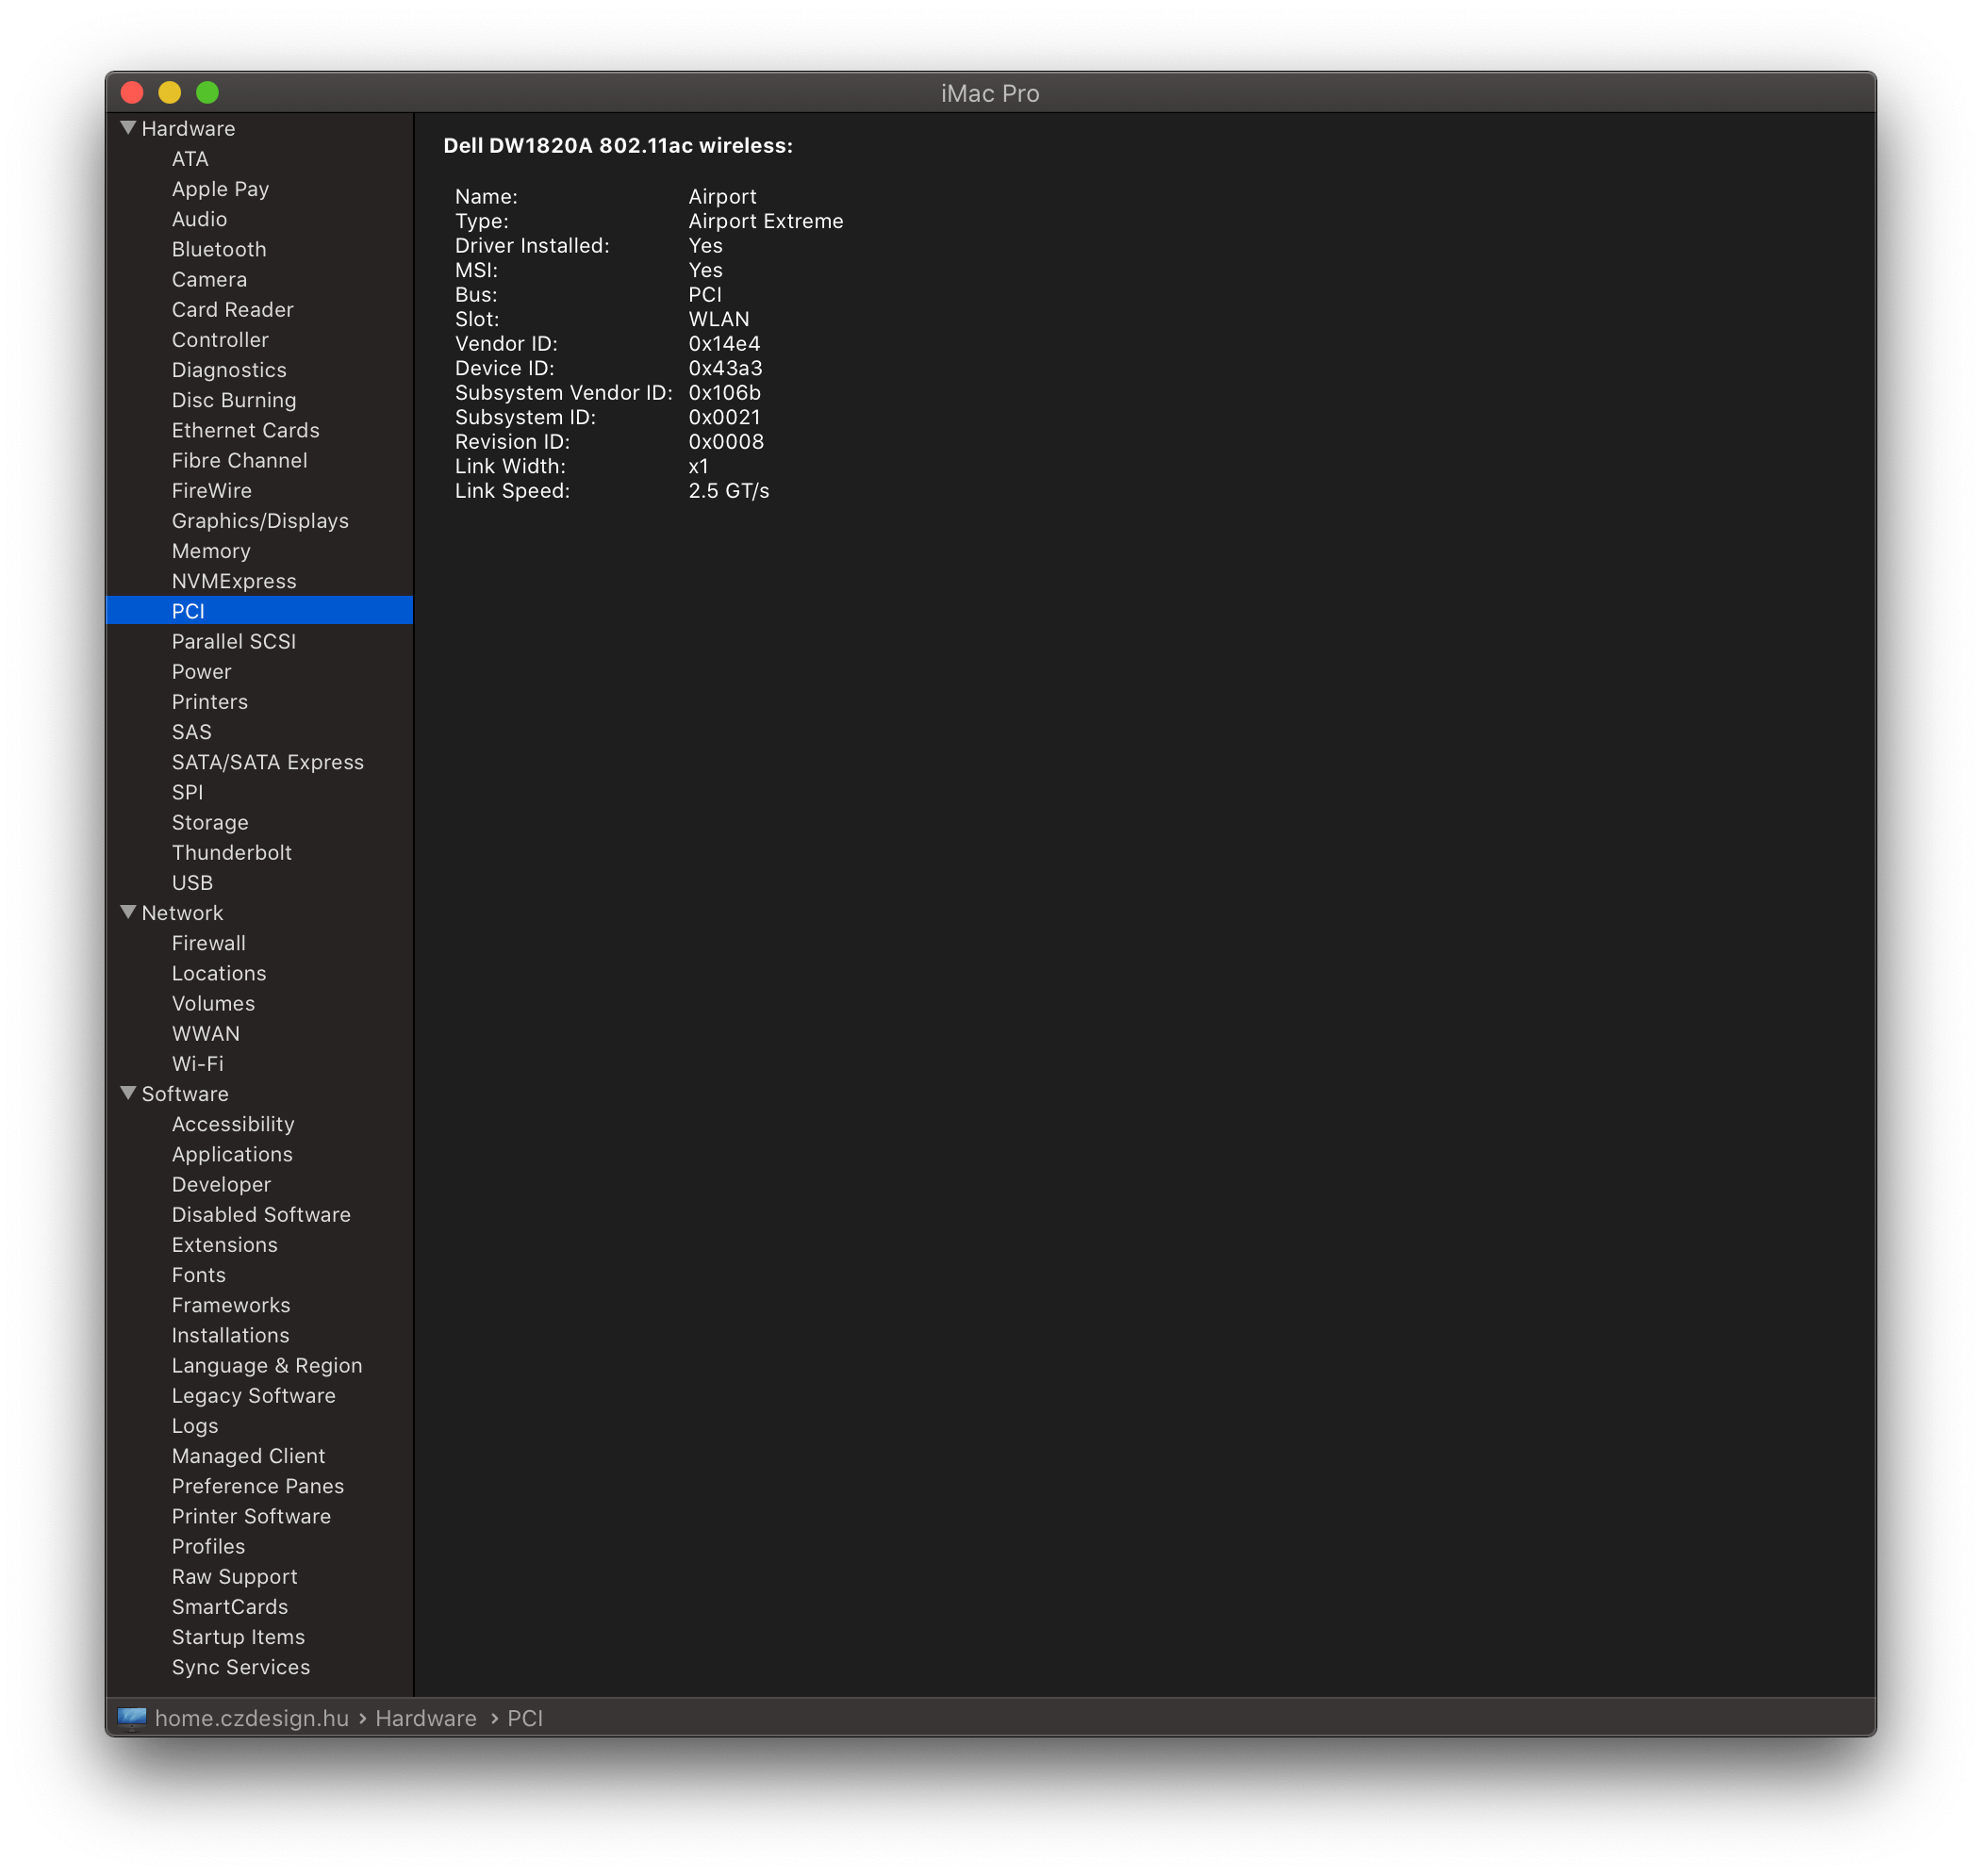 iMac Pro
Hardware
ATA
Apple Pay
Audio
Bluetooth
Camera
Card Reader
Controller
Diagnostics
Disc Burning
Ethernet Cards
Fibre Channel
FireWire
Graphics/Displays
Memory
NVMExpress
PCI
Parallel SCSI
Power
Printers
SAS
SATA/SATA Express
SPI
Storage
Thunderbolt
USB
Network
Firewall
Locations
Volumes
WWAN
Wi-Fi
Software
Accessibility
Applications
Developer
Disabled Software
Extensions
Fonts
Frameworks
Installations
Language & Region
Legacy Software
Logs
Managed Client
Preference Panes
Printer Software
Profiles
Raw Support
SmartCards
Startup Items
Sync Services
Dell DW1820A 802.11ac wireless:
Name: Airport
Type: Airport Extreme
Driver Installed: Yes
MSI: Yes
Bus: PCI
Slot: WLAN
Vendor ID: 0x14e4
Device ID: 0x43a3
Subsystem Vendor ID: 0x106b
Subsystem ID: 0x0021
Revision ID: 0x0008
Link Width: x1
Link Speed: 2.5 GT/s
home.czdesign.hu › Hardware › PCI